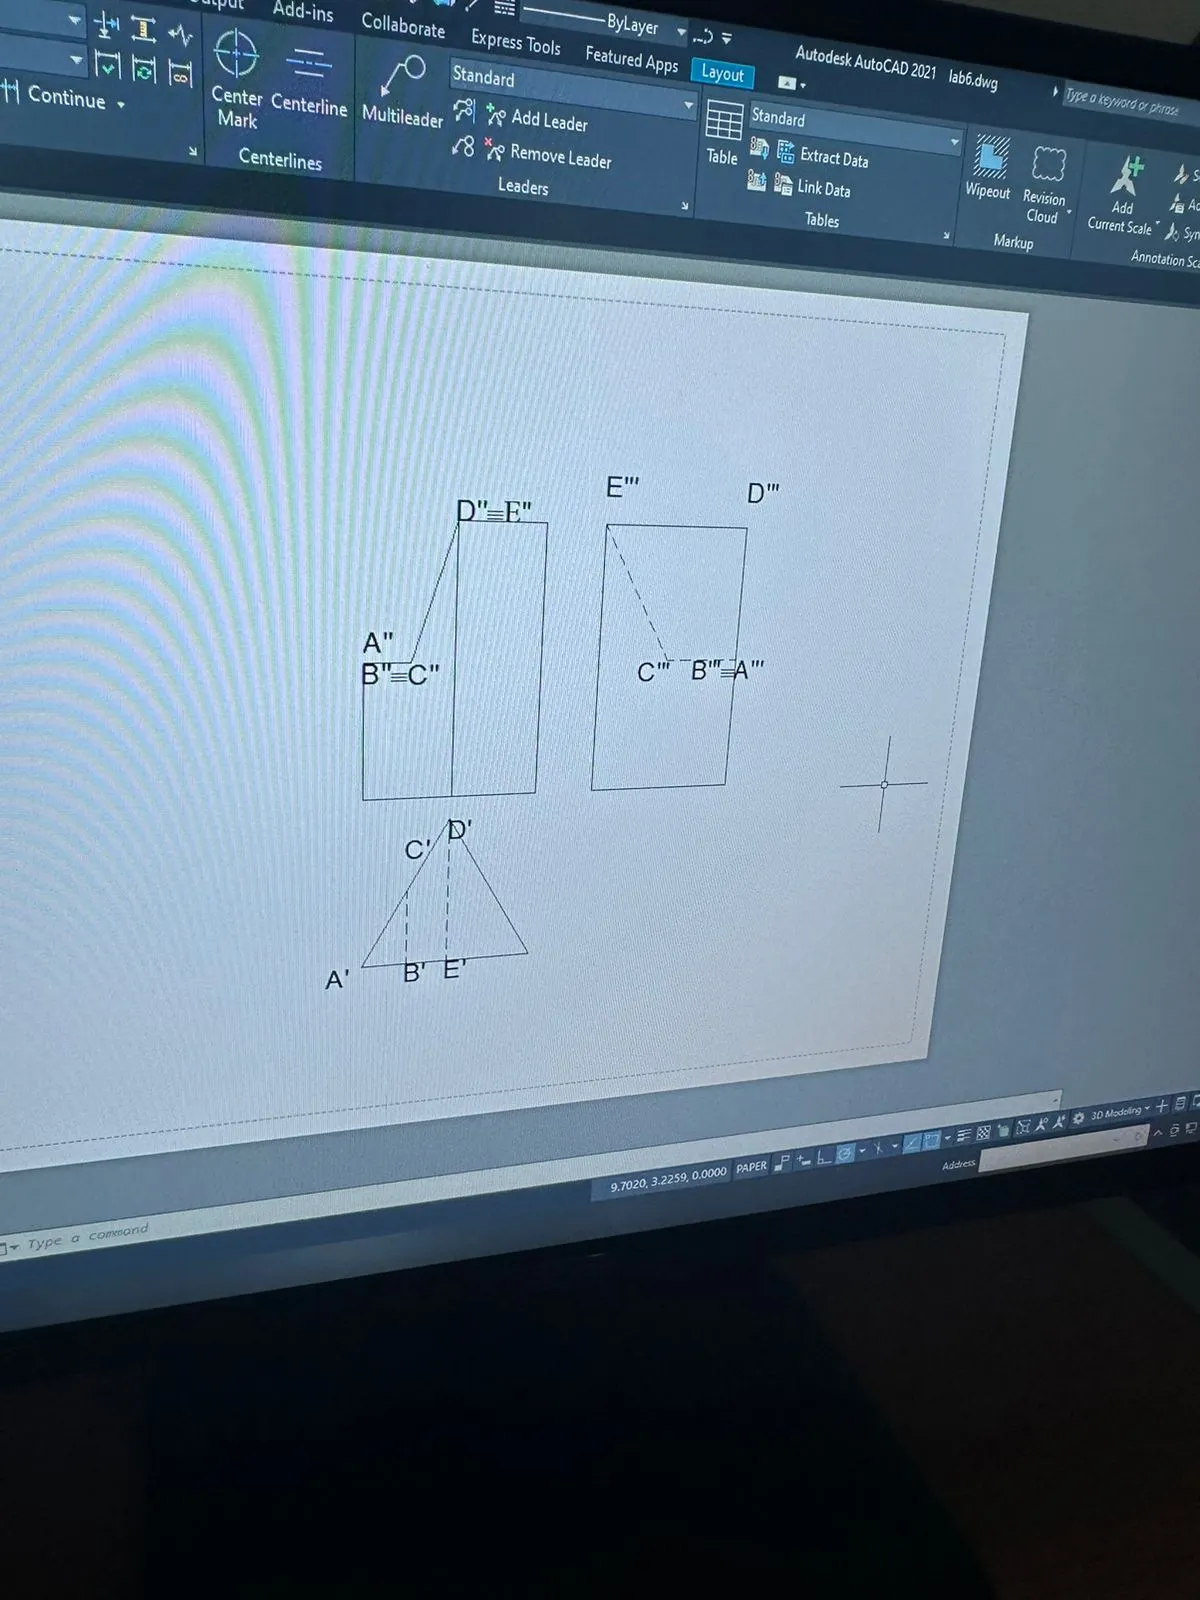 Add-ins
Collaborate
Express Tools
Featured Apps
Layout
ByLayer
Autodesk AutoCAD 2021 lab6.dwg
Type a keyword or phrase
Continue
Center Mark
Centerline
Centerlines
Multileader
Standard
Add Leader
Remove Leader
Leaders
Table
Standard
Extract Data
Link Data
Tables
Wipeout
Revision Cloud
Markup
Add
Current Scale
D"≡E"
E'''
D'''
A"
B"≡C"
C''' B'''≡A'''
C' D'
A' B' E'
9.7020, 3.2259, 0.0000 PAPER
3D Modeling
Address
Type a command